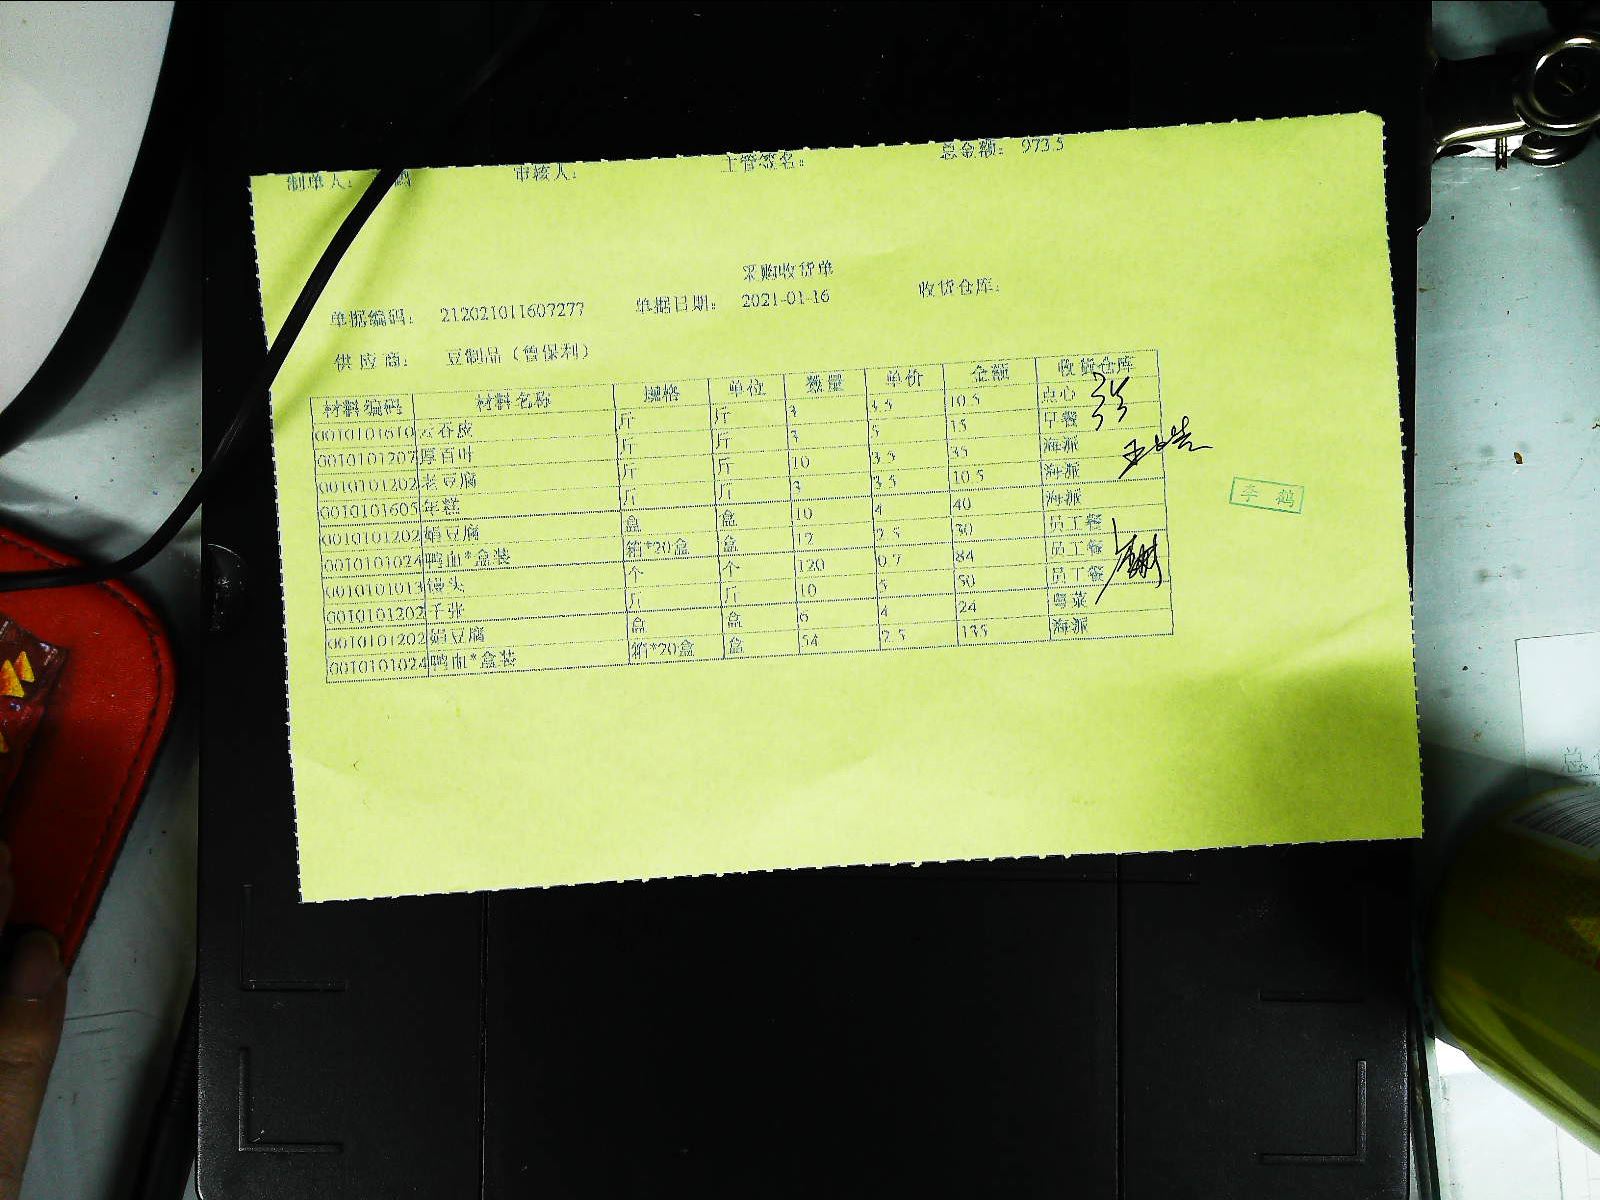 制单人： 审核人： 主管签名： 总金额： 973.5
采购收货单
单据编码： 212021011607277 单据日期： 2021-01-16 收货仓库：
供应商： 豆制品（曾保利）
材料编码 材料名称 规格 单位 数量 单价 金额 收货仓库
0010101610 斤 斤 3 3.5 10.5 点心
0010101207 厚百叶 斤 斤 3 5 15 早餐
0010101202 老豆腐 斤 斤 10 3.5 35 海派
0010101605 年糕 斤 斤 3 3.5 10.5 海派
0010101202 绢豆腐 盒 盒 10 4 40 海派
0010101024 鸭血*盒装 箱*20盒 盒 12 2.5 30 员工餐
0010101013 馒头 个 个 120 0.7 84 员工餐
0010101202 千张 斤 斤 10 5 50 员工餐
0010101202 绢豆腐 盒 盒 6 4 24 粤菜
0010101024 鸭血*盒装 箱*20盒 盒 54 2.5 135 海派
李 鹤